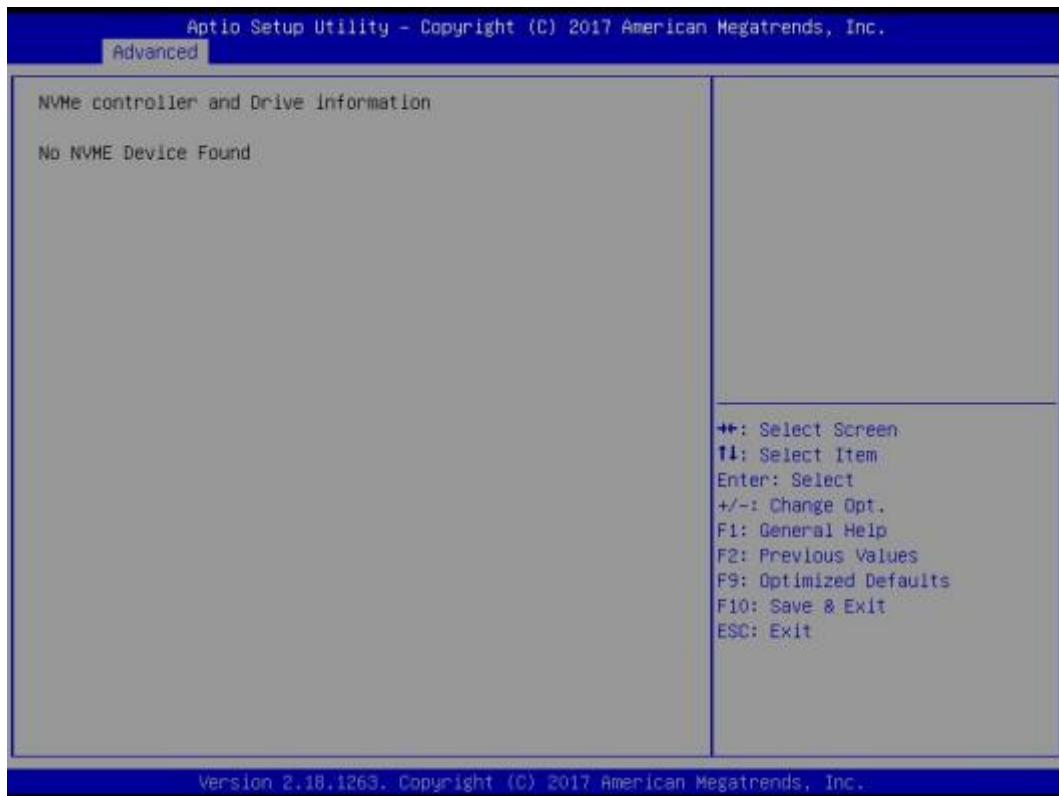 Aptio Setup Utility – Copyright (C) 2017 American Megatrends, Inc.
Advanced
NVMe controller and Drive information
No NVME Device Found
→←: Select Screen
↑↓: Select Item
Enter: Select
+/-: Change Opt.
F1: General Help
F2: Previous Values
F9: Optimized Defaults
F10: Save & Exit
ESC: Exit
Version 2.18.1263. Copyright (C) 2017 American Megatrends, Inc.